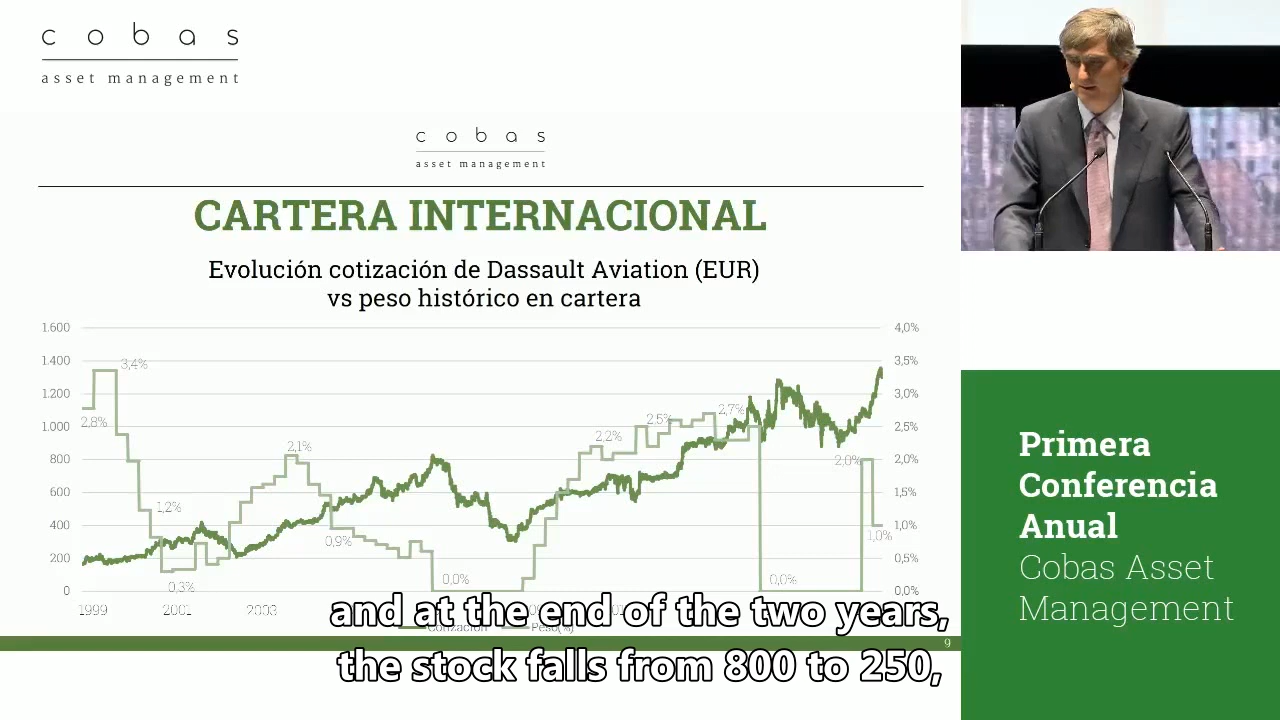 cobas
asset management
cobas
asset management
CARTERA INTERNACIONAL
Evolución cotización de Dassault Aviation (EUR)
vs peso histórico en cartera
1.600
1.400
1.200
1.000
800
600
400
200
0
4,0%
3,5%
3,0%
2,5%
2,0%
1,5%
1,0%
0,5%
0,0%
2,8%
3,4%
1,2%
0,3%
2,1%
0,9%
0,0%
2,2%
2,5%
2,7%
0,0%
2,0%
1,0%
1999
2001
2003
Cotización
Peso(%)
9
and at the end of the two years,
the stock falls from 800 to 250,
Primera
Conferencia
Anual
Cobas Asset
Management